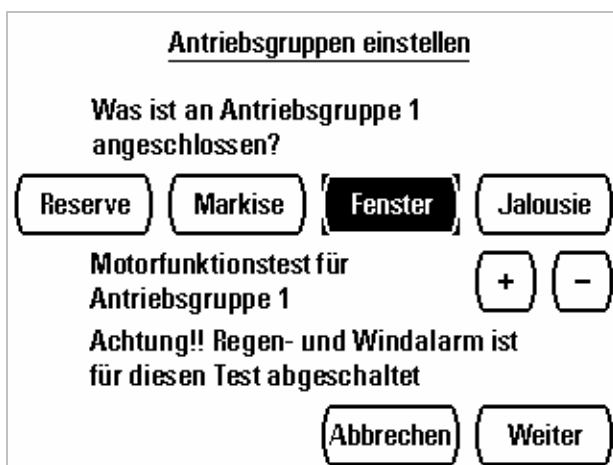 Antriebsgruppen einstellen
Was ist an Antriebsgruppe 1
angeschlossen?
Reserve Markise Fenster Jalousie
Motorfunktionstest für
Antriebsgruppe 1
+ −
Achtung!! Regen- und Windalarm ist
für diesen Test abgeschaltet
Abbrechen Weiter